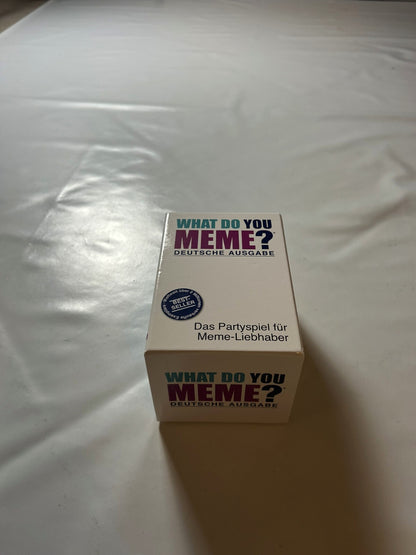 WHAT DO YOU
MEME?
DEUTSCHE AUSGABE
BEST-
SELLER
Das Partyspiel für
Meme-Liebhaber
WHAT DO YOU
MEME?
DEUTSCHE AUSGABE